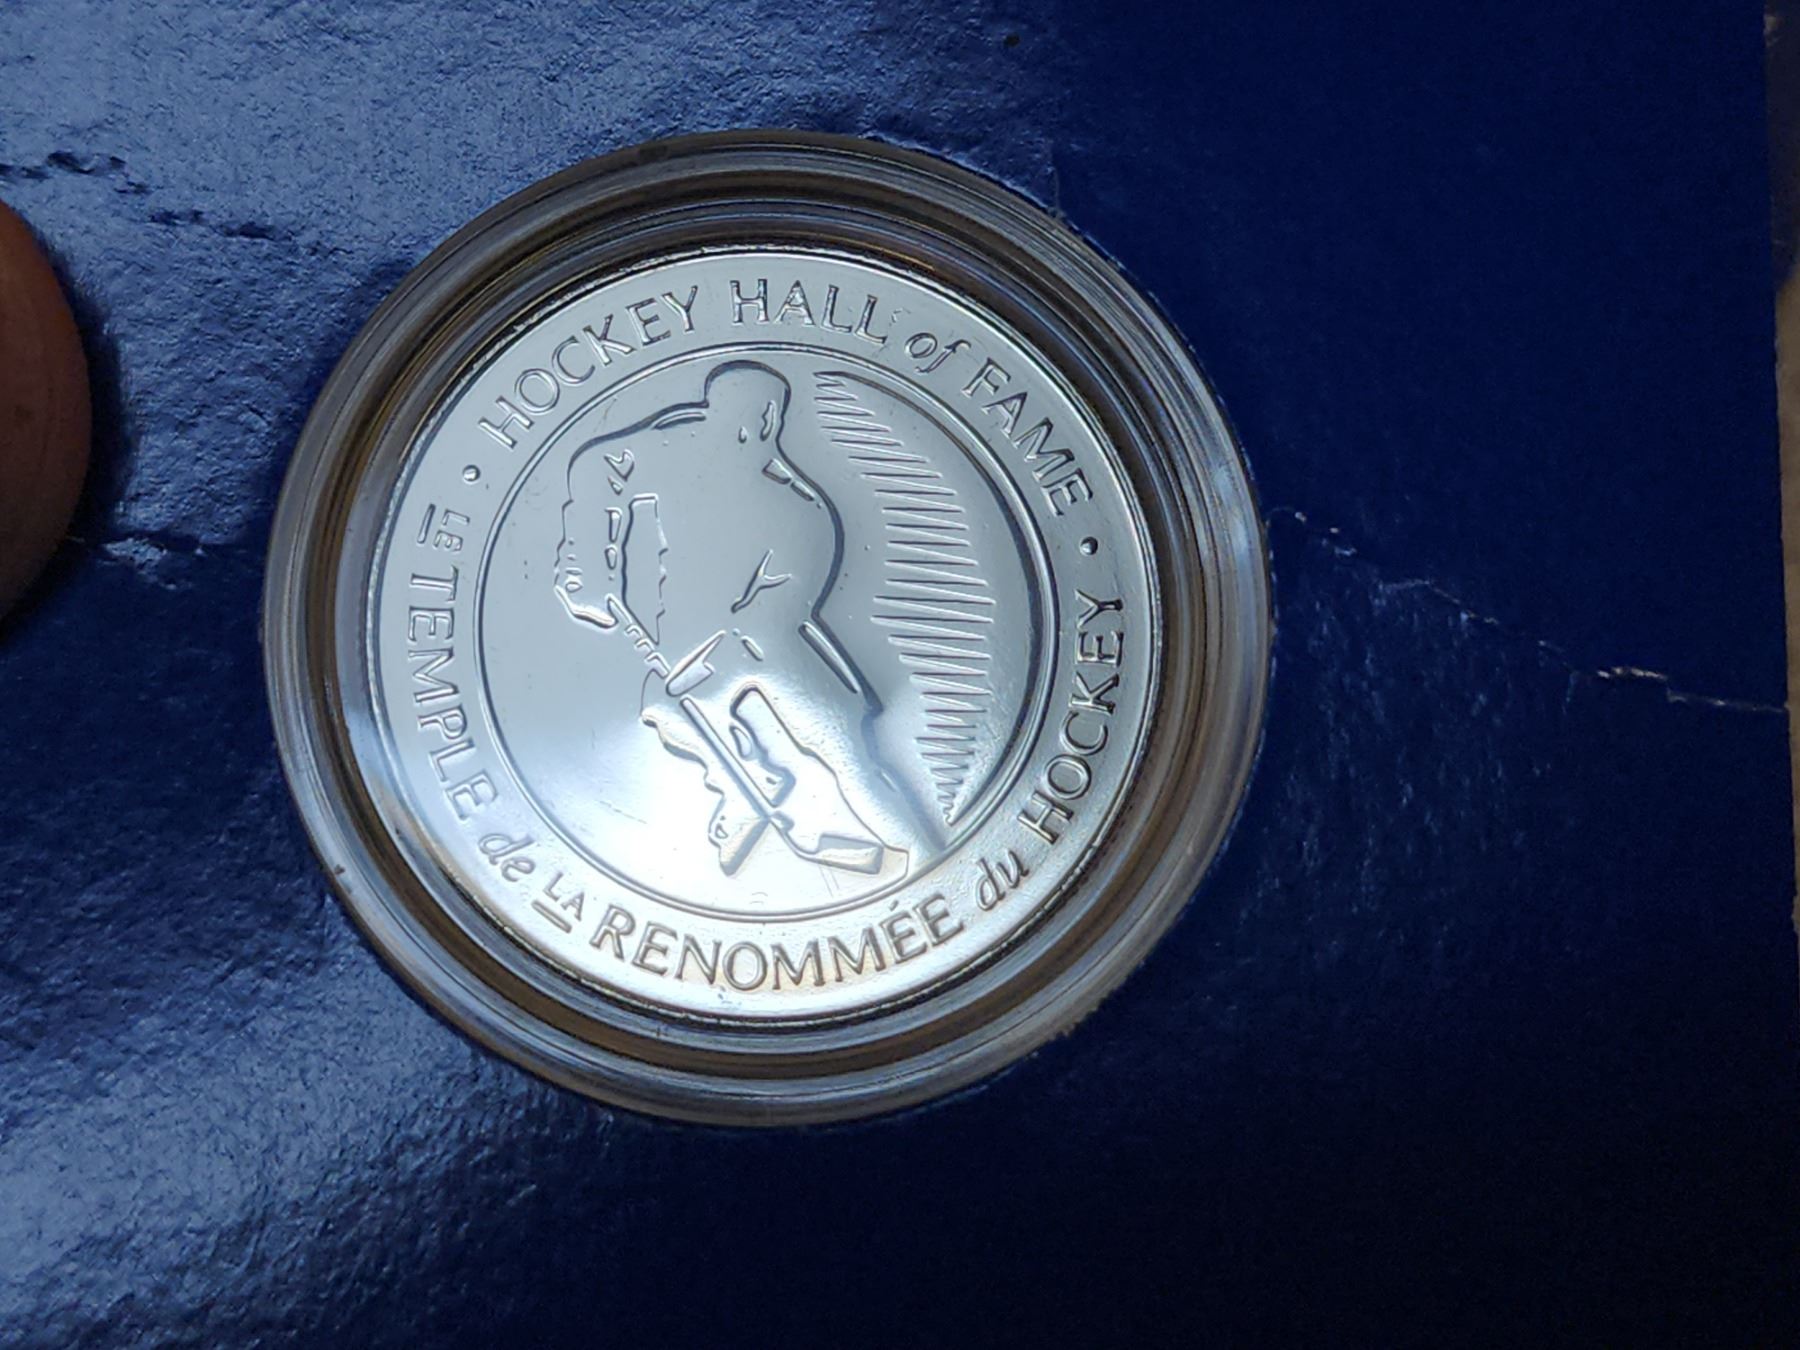 • HOCKEY HALL of FAME •
LE TEMPLE de LA RENOMMÉE du HOCKEY